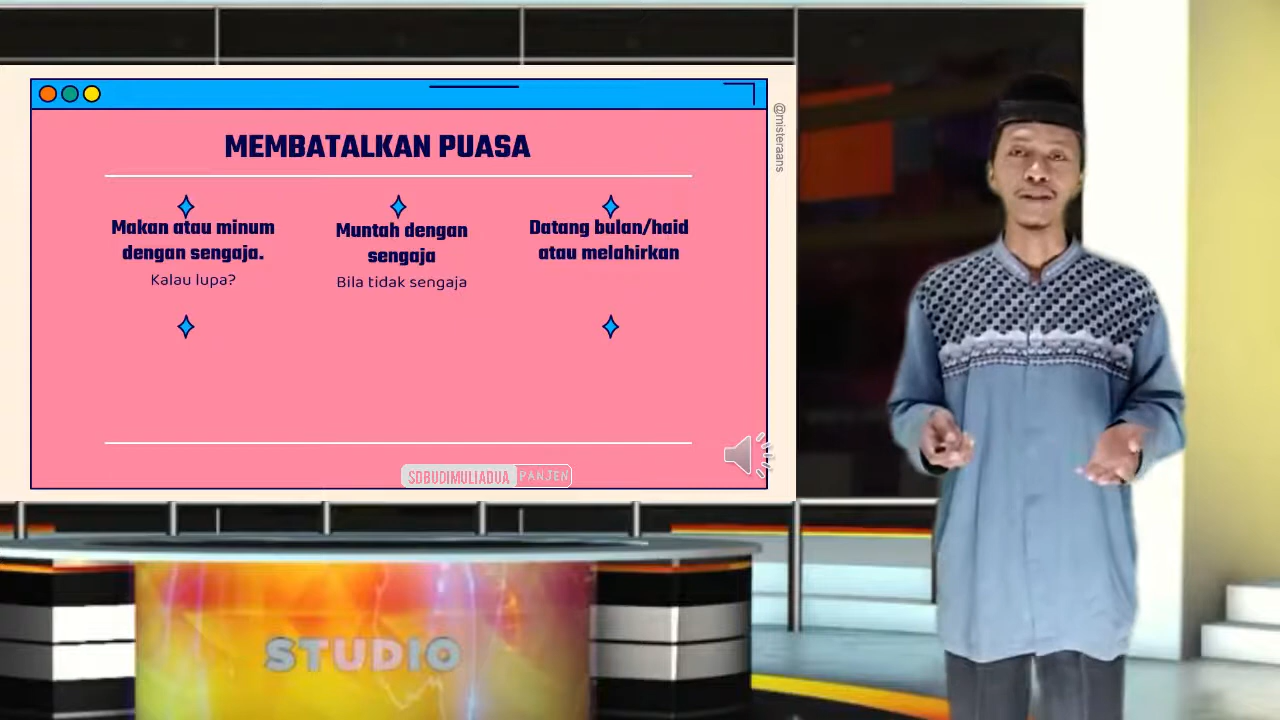 MEMBATALKAN PUASA
Makan atau minum
dengan sengaja.
Kalau lupa?
Muntah dengan
sengaja
Bila tidak sengaja
Datang bulan/haid
atau melahirkan
@misteraans
SDBUDIMULIADUA PANJEN
STUDIO